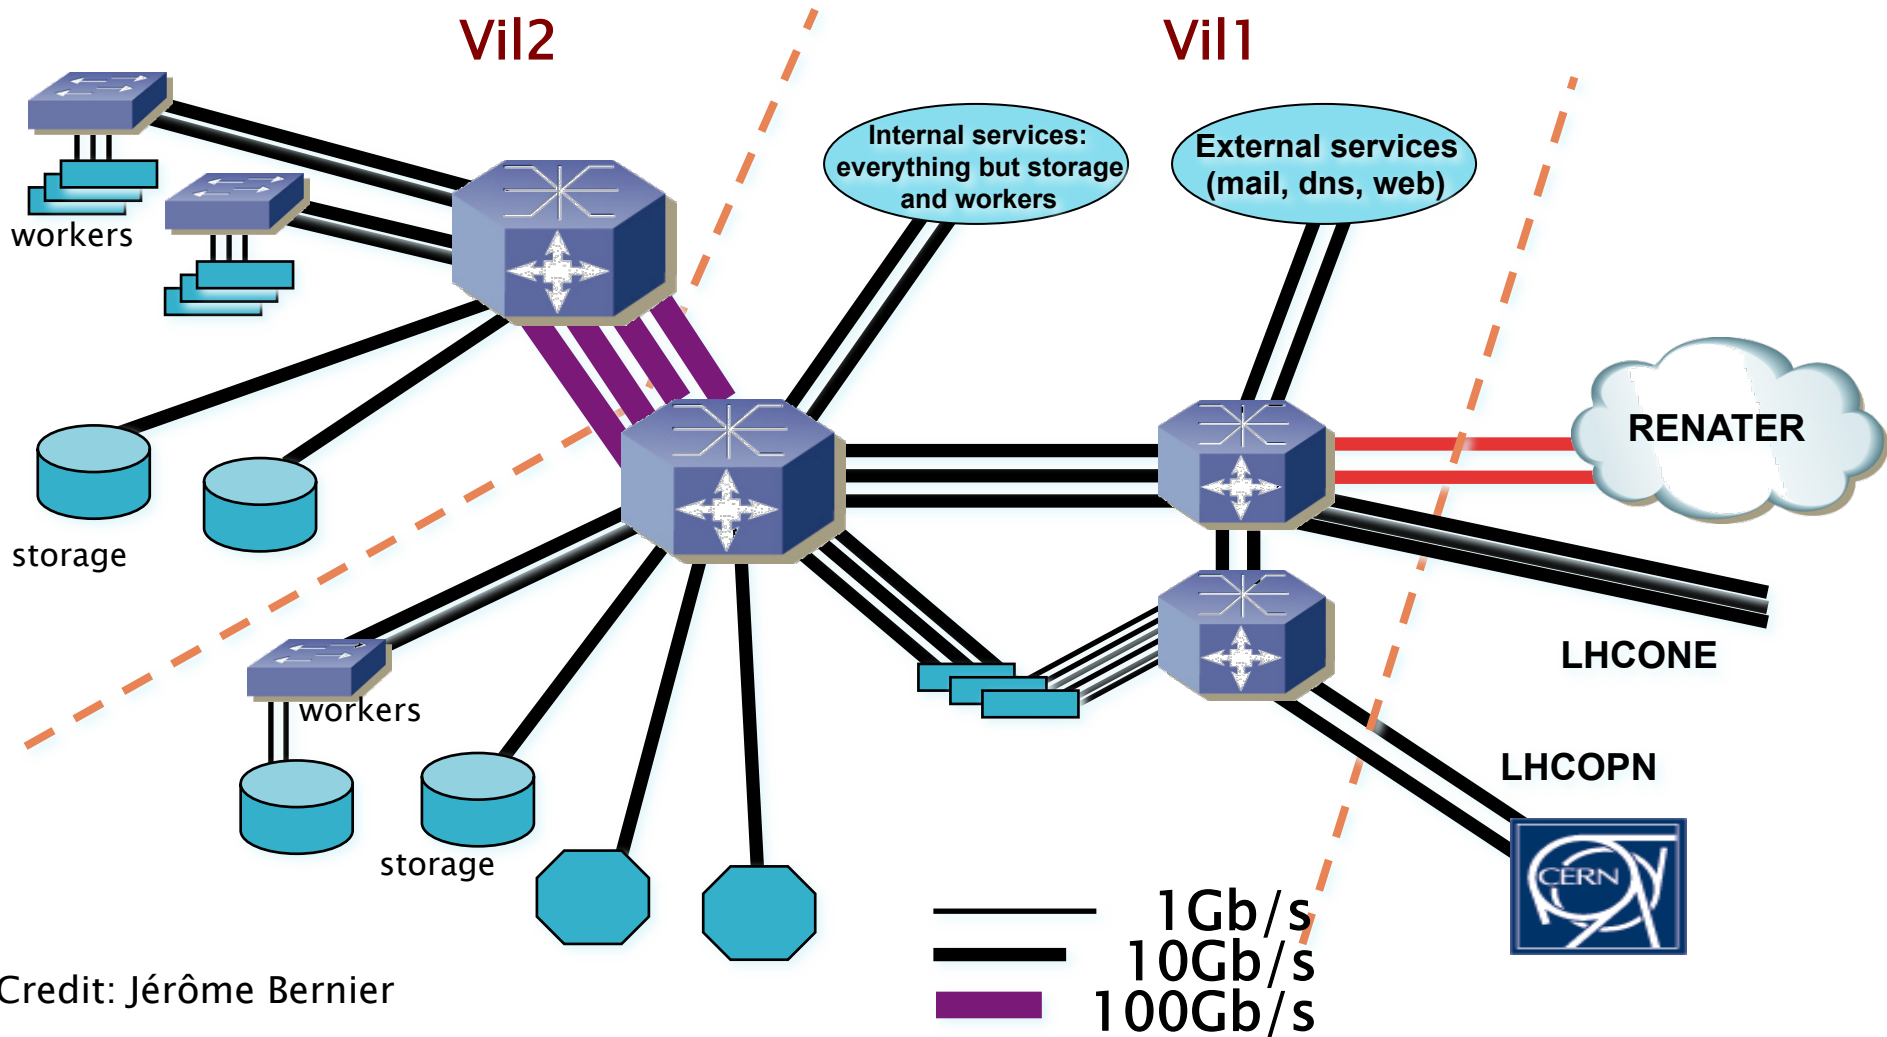 Vil2
Vil1
Internal services:
everything but storage
and workers
External services
(mail, dns, web)
workers
RENATER
storage
LHCONE
workers
LHCOPN
storage
CERN
1Gb/s
10Gb/s
100Gb/s
Credit: Jérôme Bernier